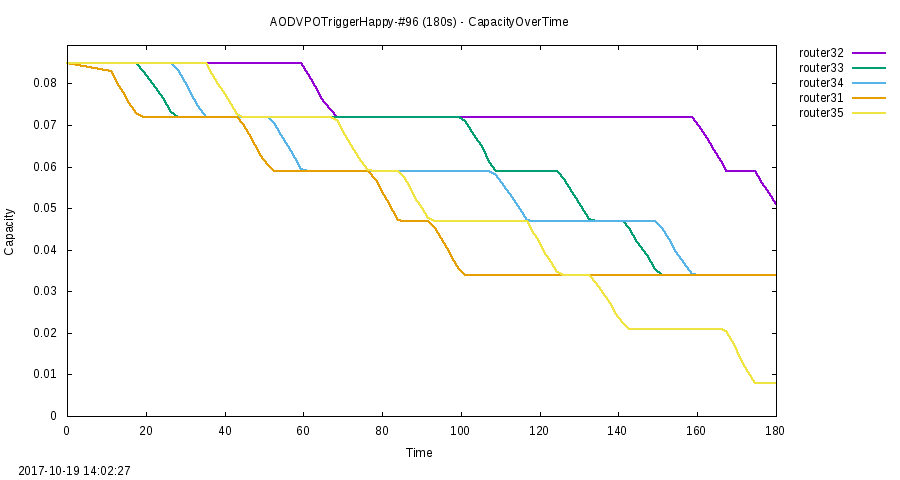 AODVPOTriggerHappy-#96 (180s) - CapacityOverTime
router32
router33
router34
router31
router35
0.08
0.07
0.06
0.05
0.04
0.03
0.02
0.01
0
Capacity
0 20 40 60 80 100 120 140 160 180
Time
2017-10-19 14:02:27